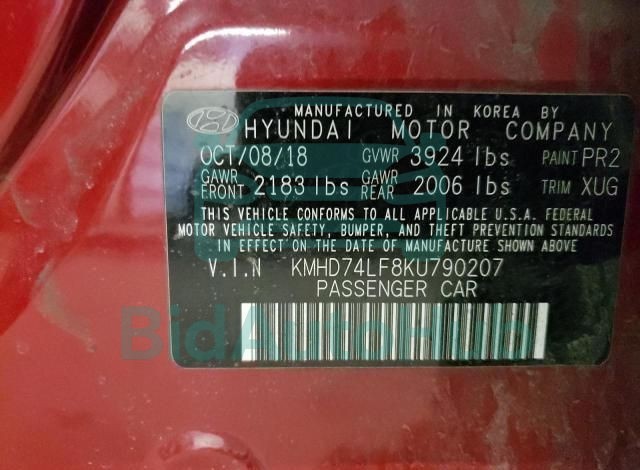 MANUFACTURED IN KOREA BY
HYUNDAI MOTOR COMPANY
OCT/08/18 GVWR 3924 lbs PAINT PR2
GAWR FRONT 2183 lbs GAWR REAR 2006 lbs TRIM XUG
THIS VEHICLE CONFORMS TO ALL APPLICABLE U.S.A. FEDERAL
MOTOR VEHICLE SAFETY, BUMPER, AND THEFT PREVENTION STANDARDS
IN EFFECT ON THE DATE OF MANUFACTURE SHOWN ABOVE
V.I.N KMHD74LF8KU790207
PASSENGER CAR
BidAutoHub